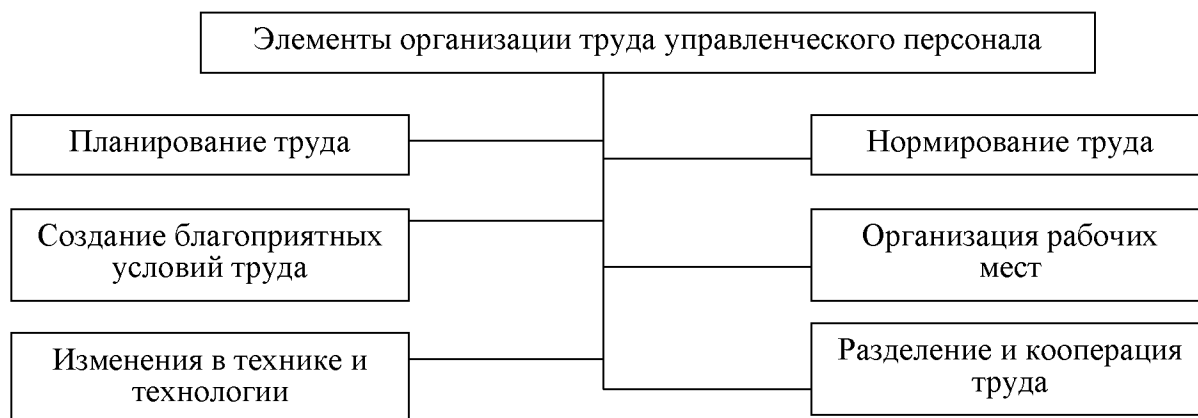 Элементы организации труда управленческого персонала
Планирование труда
Нормирование труда
Создание благоприятных
условий труда
Организация рабочих
мест
Изменения в технике и
технологии
Разделение и кооперация
труда